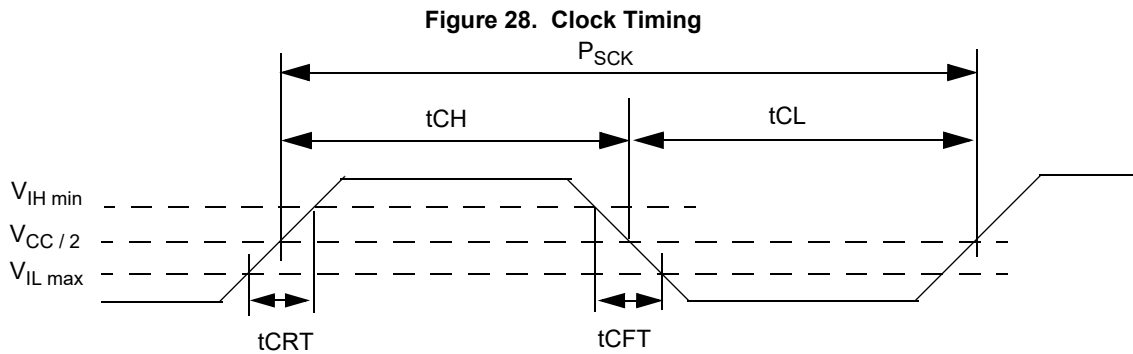 Figure 28. Clock Timing
PSCK
tCH
tCL
VIH min
VCC / 2
VIL max
tCRT
tCFT